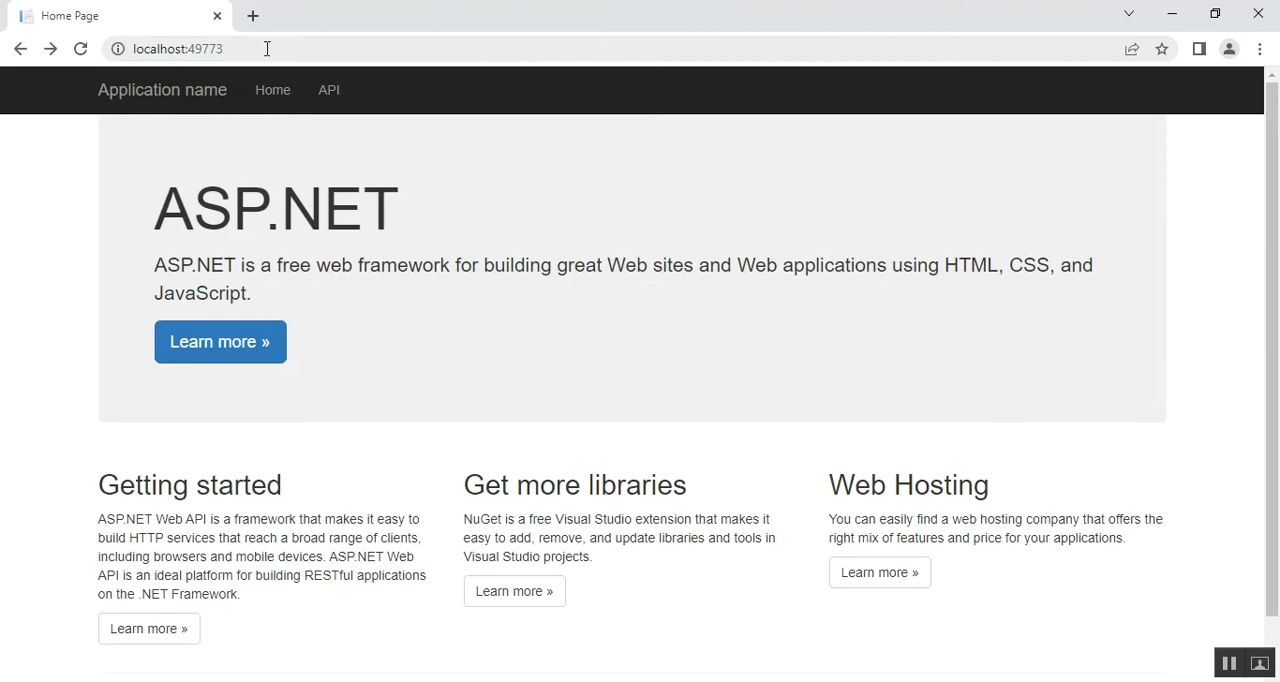 Home Page
localhost:49773
Application name Home API
ASP.NET
ASP.NET is a free web framework for building great Web sites and Web applications using HTML, CSS, and
JavaScript.
Learn more »
Getting started
ASP.NET Web API is a framework that makes it easy to
build HTTP services that reach a broad range of clients,
including browsers and mobile devices. ASP.NET Web
API is an ideal platform for building RESTful applications
on the .NET Framework.
Learn more »
Get more libraries
NuGet is a free Visual Studio extension that makes it
easy to add, remove, and update libraries and tools in
Visual Studio projects.
Learn more »
Web Hosting
You can easily find a web hosting company that offers the
right mix of features and price for your applications.
Learn more »